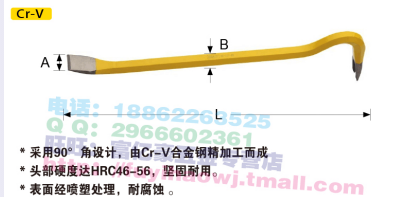 Cr-V
B
A
L
电话：18862268525
Q Q：2966602361
* 采用90°角设计，由Cr-V合金钢精加工而成
* 头部硬度达HRC46-56，坚固耐用。
* 表面经喷塑处理，耐腐蚀。